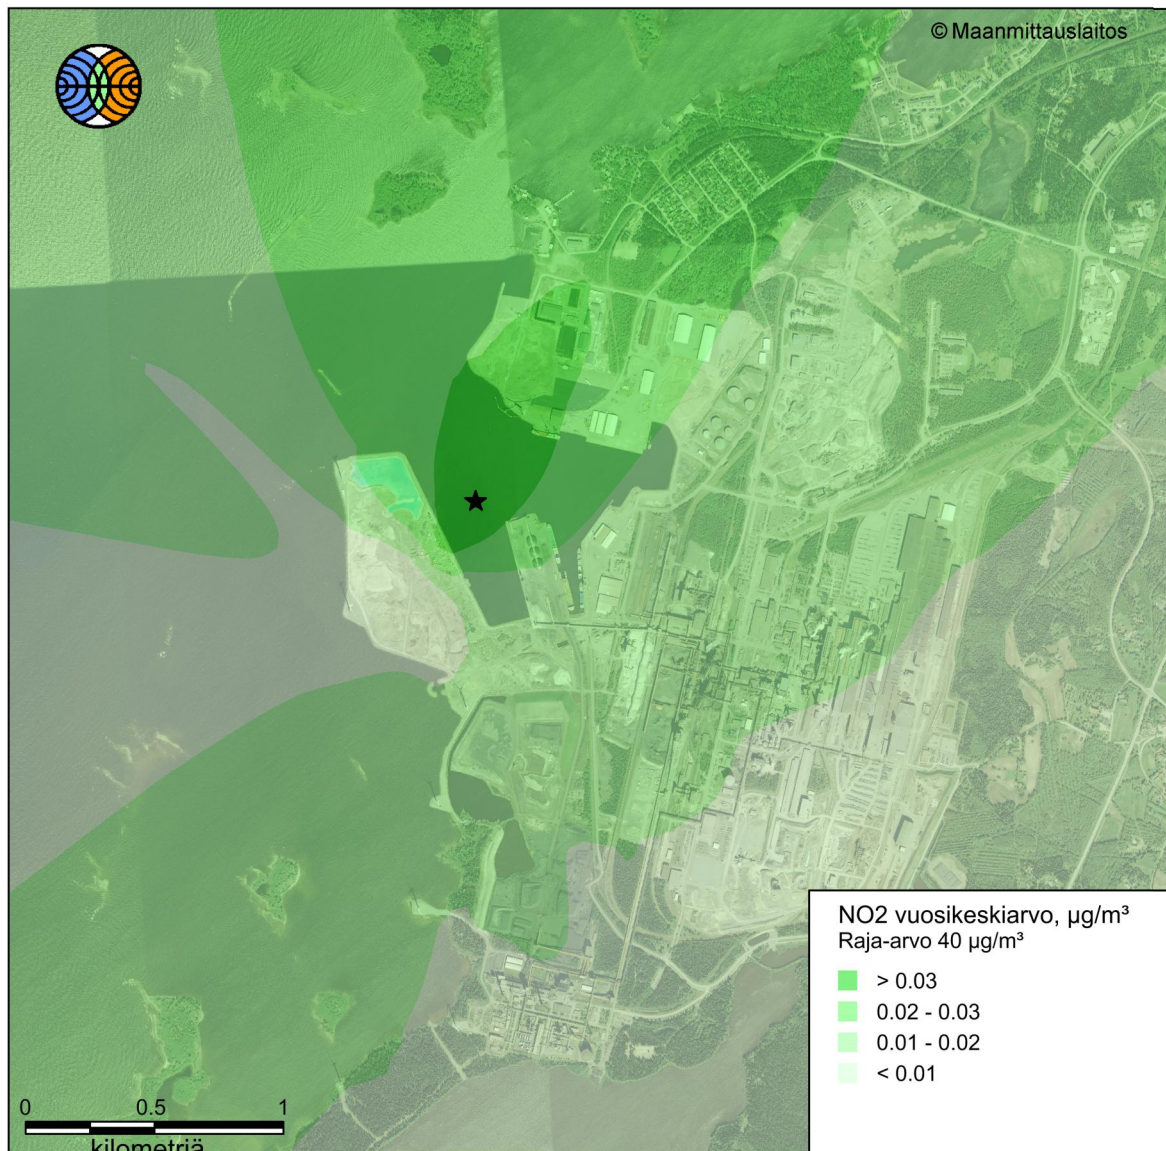 © Maanmittauslaitos
NO2 vuosikeskiarvo, µg/m³
Raja-arvo 40 µg/m³
> 0.03
0.02 - 0.03
0.01 - 0.02
< 0.01
0 0.5 1
kilometriä